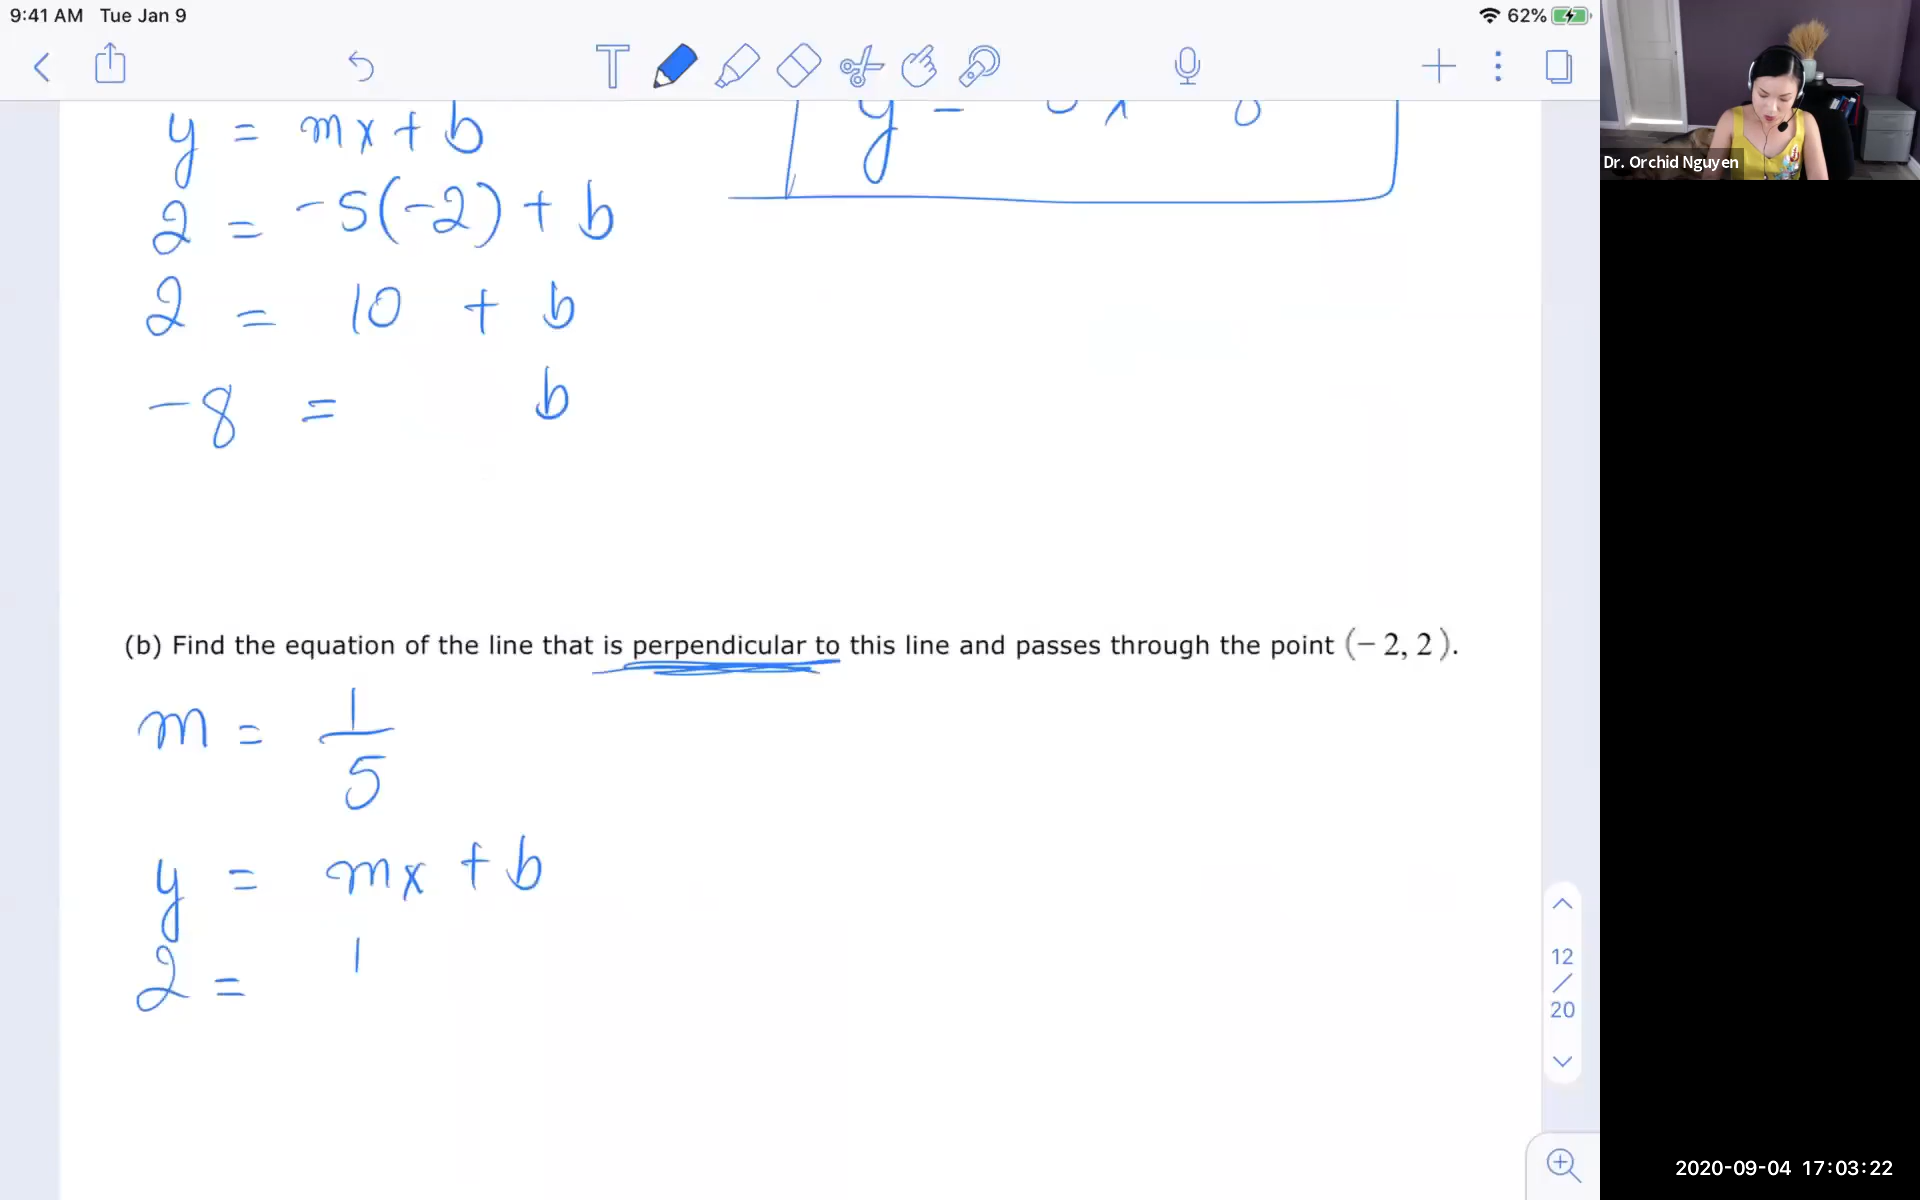 9:41 AM Tue Jan 9
62%
Dr. Orchid Nguyen
y = mx + b
2 = -5(-2) + b
2 = 10 + b
-8 = b
(b) Find the equation of the line that is perpendicular to this line and passes through the point (−2, 2).
m = 1/5
y = mx + b
2 = 1
12
/
20
2020-09-04 17:03:22